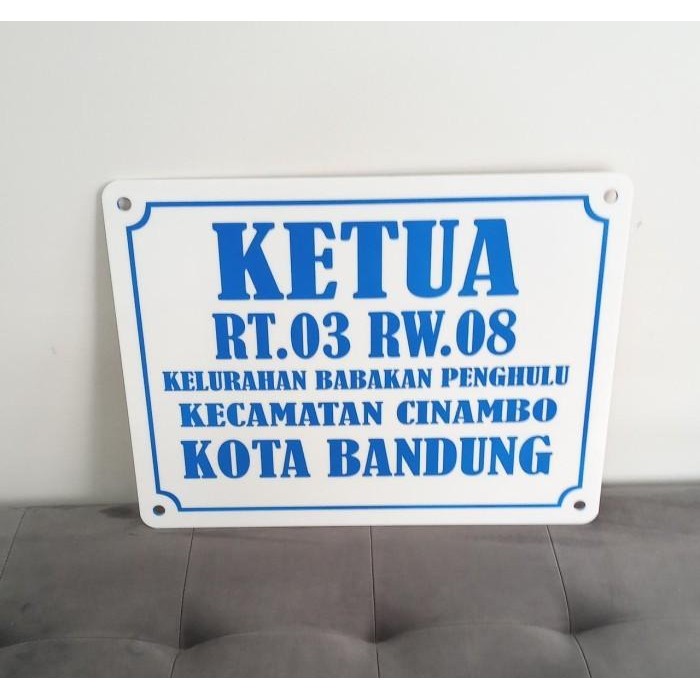 KETUA
RT.03 RW.08
KELURAHAN BABAKAN PENGHULU
KECAMATAN CINAMBO
KOTA BANDUNG